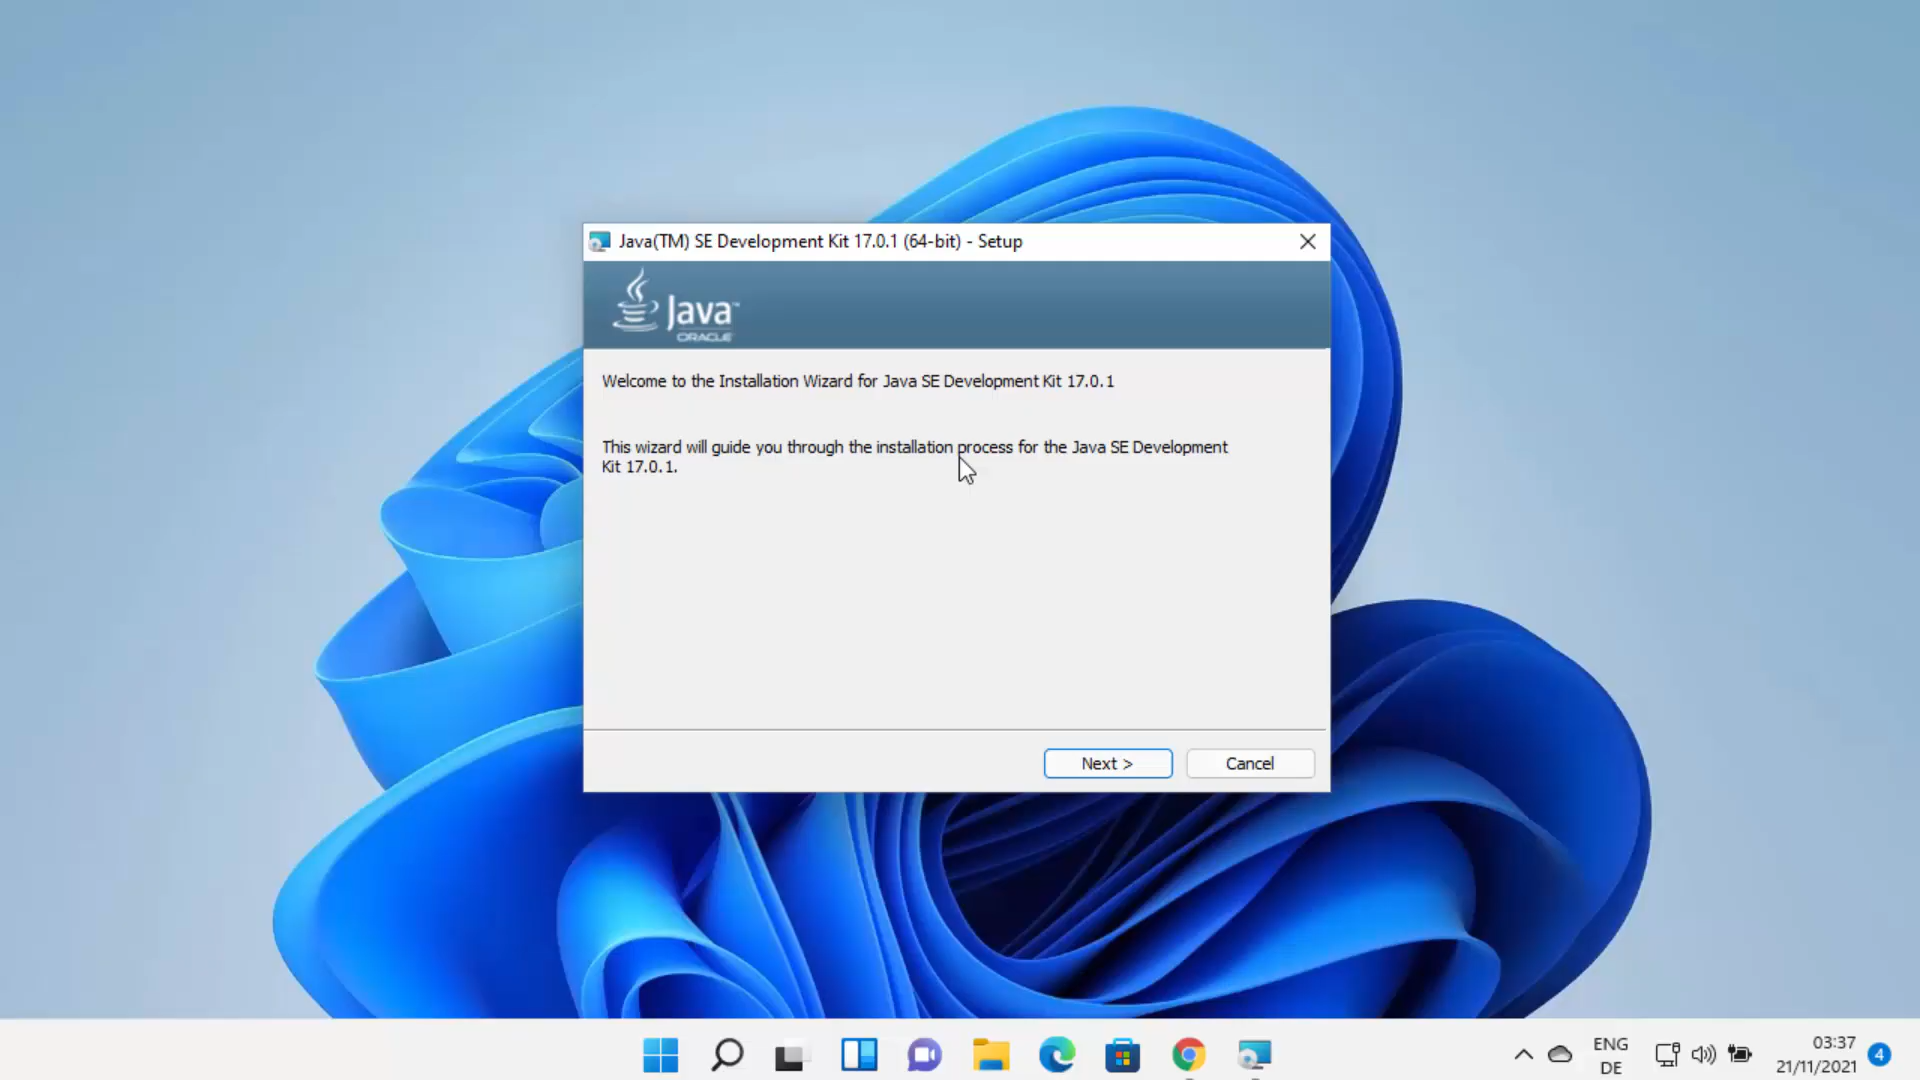 Java(TM) SE Development Kit 17.0.1 (64-bit) - Setup
Java™
ORACLE
Welcome to the Installation Wizard for Java SE Development Kit 17.0.1
This wizard will guide you through the installation process for the Java SE Development
Kit 17.0.1.
Next >
Cancel
ENG
DE
03:37
21/11/2021
4